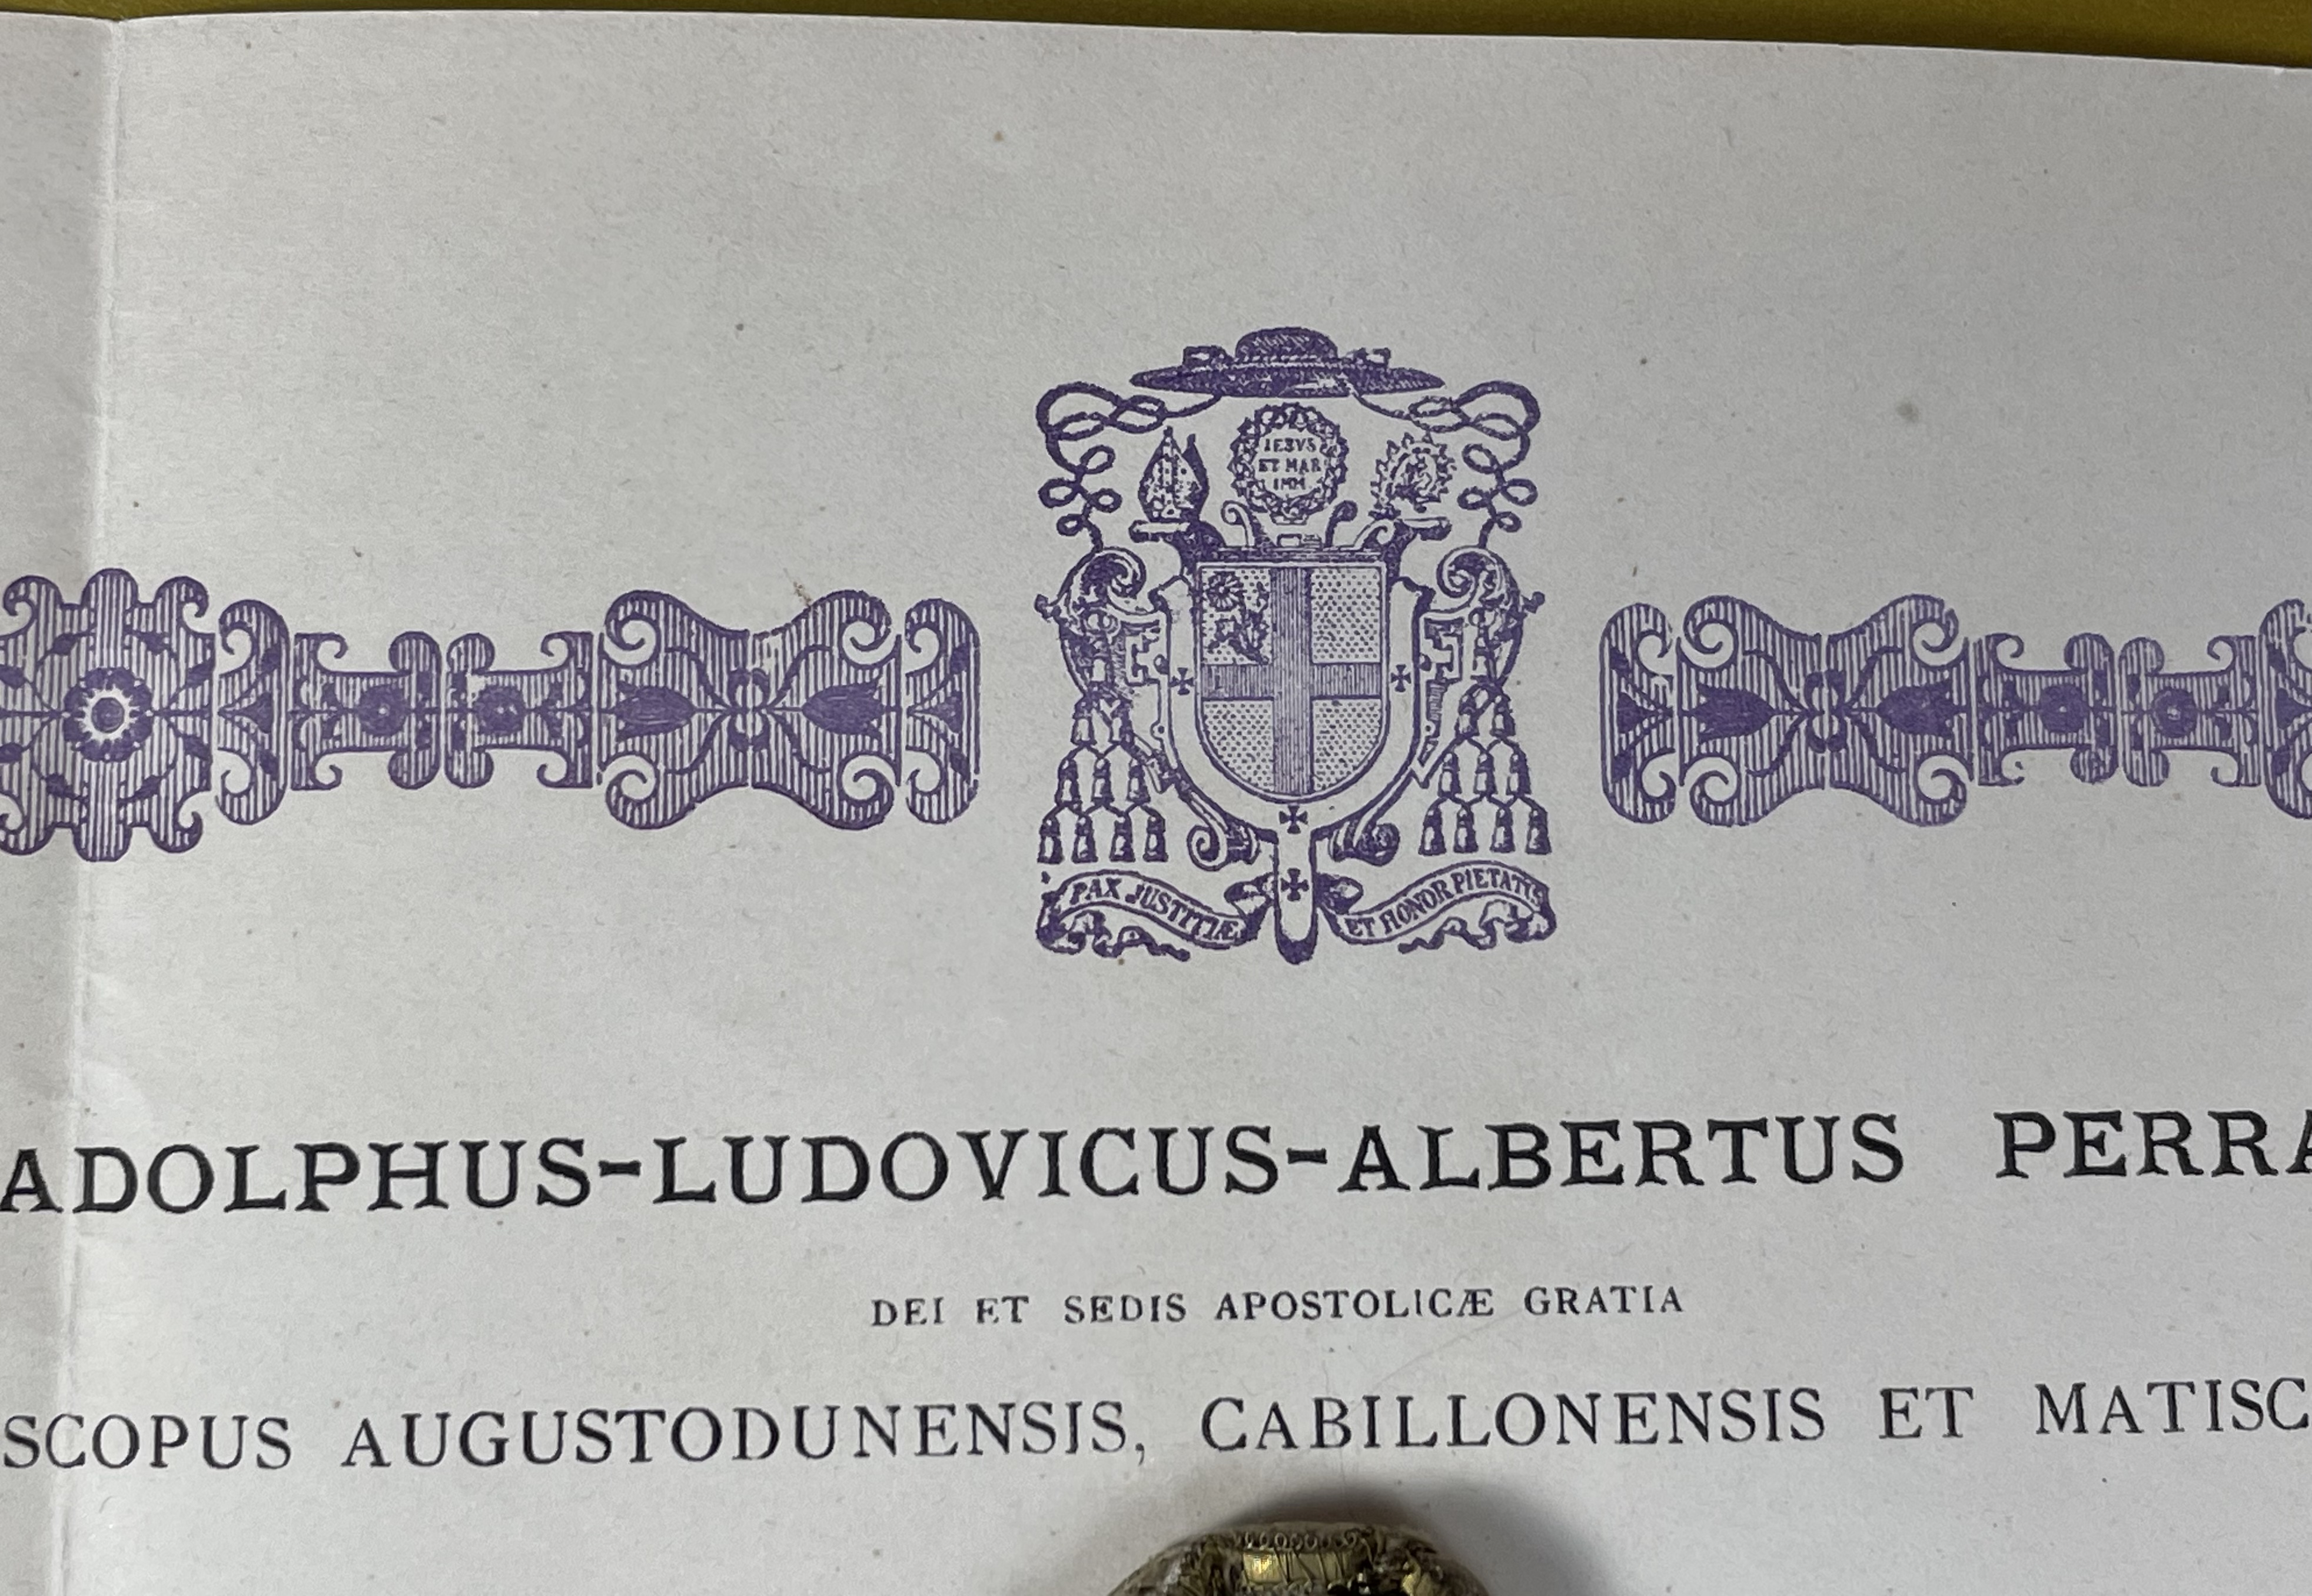 IESVS
ET MAR
PAX JUSTITIÆ ET HONOR PIETATIS
ADOLPHUS-LUDOVICUS-ALBERTUS PERRA
DEI ET SEDIS APOSTOLICÆ GRATIA
SCOPUS AUGUSTODUNENSIS, CABILLONENSIS ET MATISC